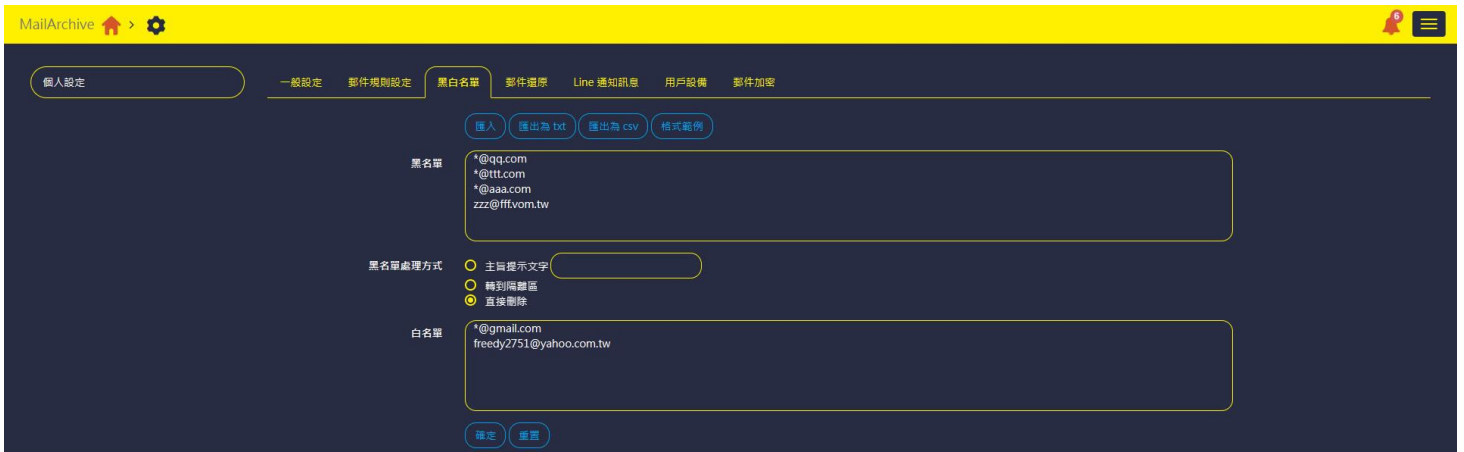 MailArchive >
6
個人設定
一般設定 郵件規則設定 黑白名單 郵件還原 Line 通知訊息 用戶設備 郵件加密
匯入 匯出為 txt 匯出為 csv 格式範例
黑名單
*@qq.com
*@ttt.com
*@aaa.com
zzz@fff.vom.tw
黑名單處理方式
主旨提示文字
轉到隔離區
直接刪除
白名單
*@gmail.com
freedy2751@yahoo.com.tw
確定 重置